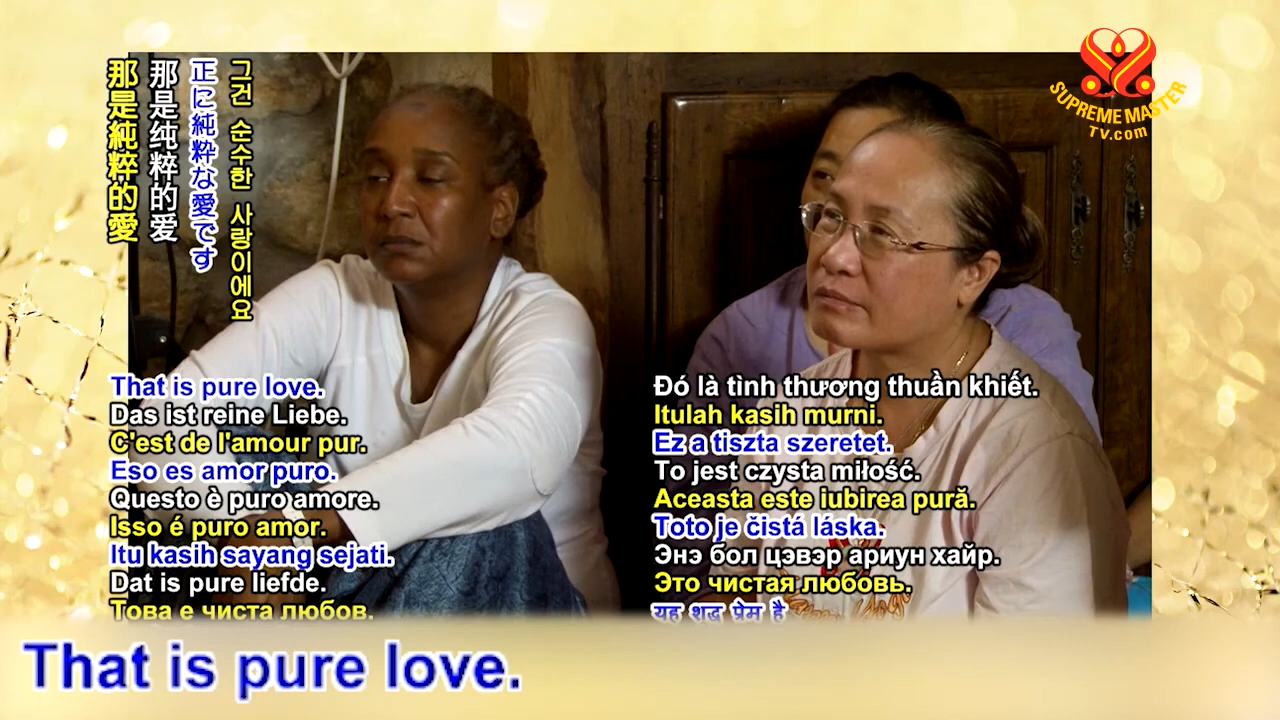 그건 순수한 사랑이에요
正に純粋な愛です
那是纯粹的爱
那是純粹的愛
SUPREME MASTER
TV.com
That is pure love.
Das ist reine Liebe.
C'est de l'amour pur.
Eso es amor puro.
Questo è puro amore.
Isso é puro amor.
Itu kasih sayang sejati.
Dat is pure liefde.
Това е чиста любов.
Đó là tình thương thuần khiết.
Itulah kasih murni.
Ez a tiszta szeretet.
To jest czysta miłość.
Aceasta este iubirea pură.
Toto je čistá láska.
Энэ бол цэвэр ариун хайр.
Это чистая любовь.
यह शुद्ध प्रेम है
That is pure love.